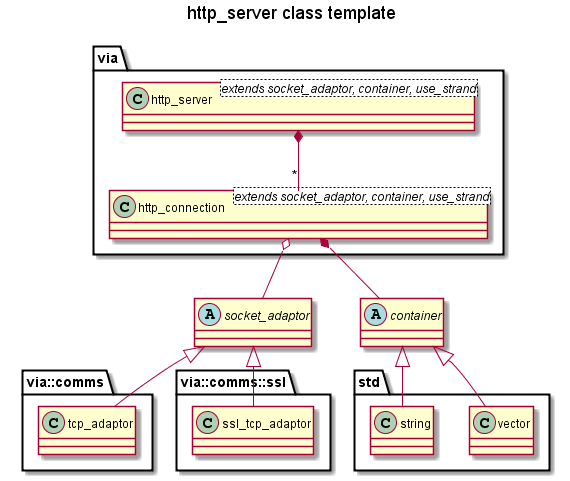 http_server class template
via
C http_server
extends socket_adaptor, container, use_strand
*
C http_connection
extends socket_adaptor, container, use_strand
A socket_adaptor
A container
via::comms
via::comms::ssl
std
C tcp_adaptor
C ssl_tcp_adaptor
C string
C vector